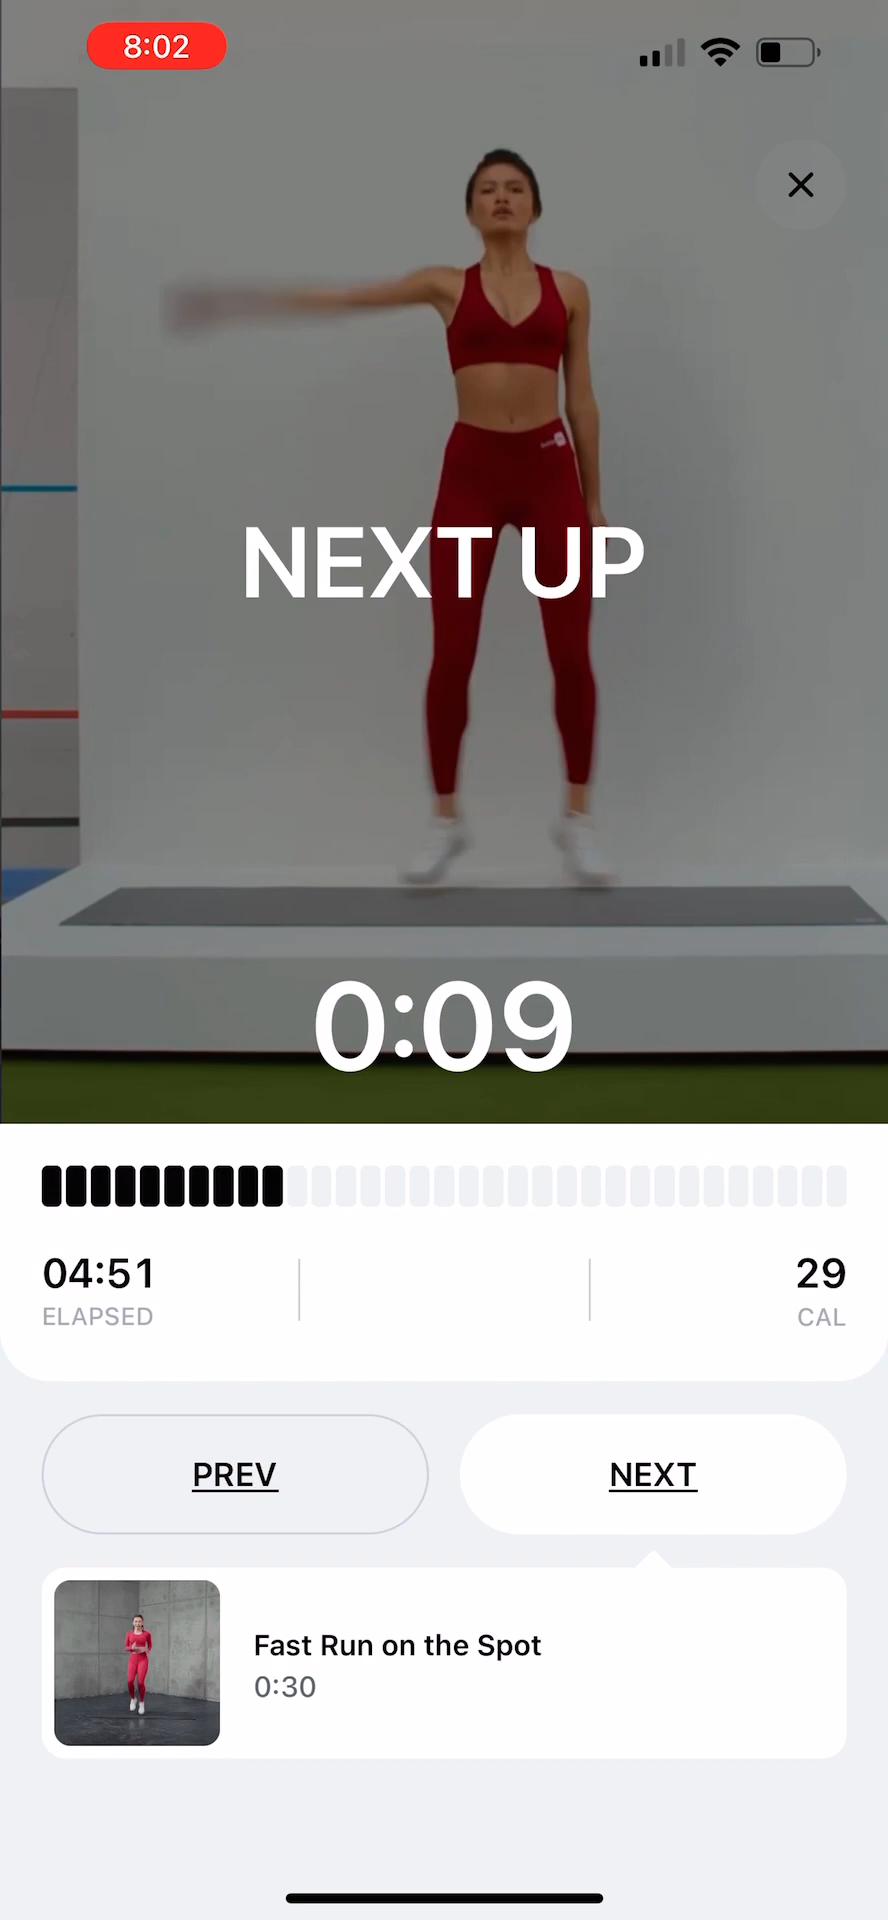 8:02
NEXT UP
0:09
04:51
ELAPSED
29
CAL
PREV
NEXT
Fast Run on the Spot
0:30